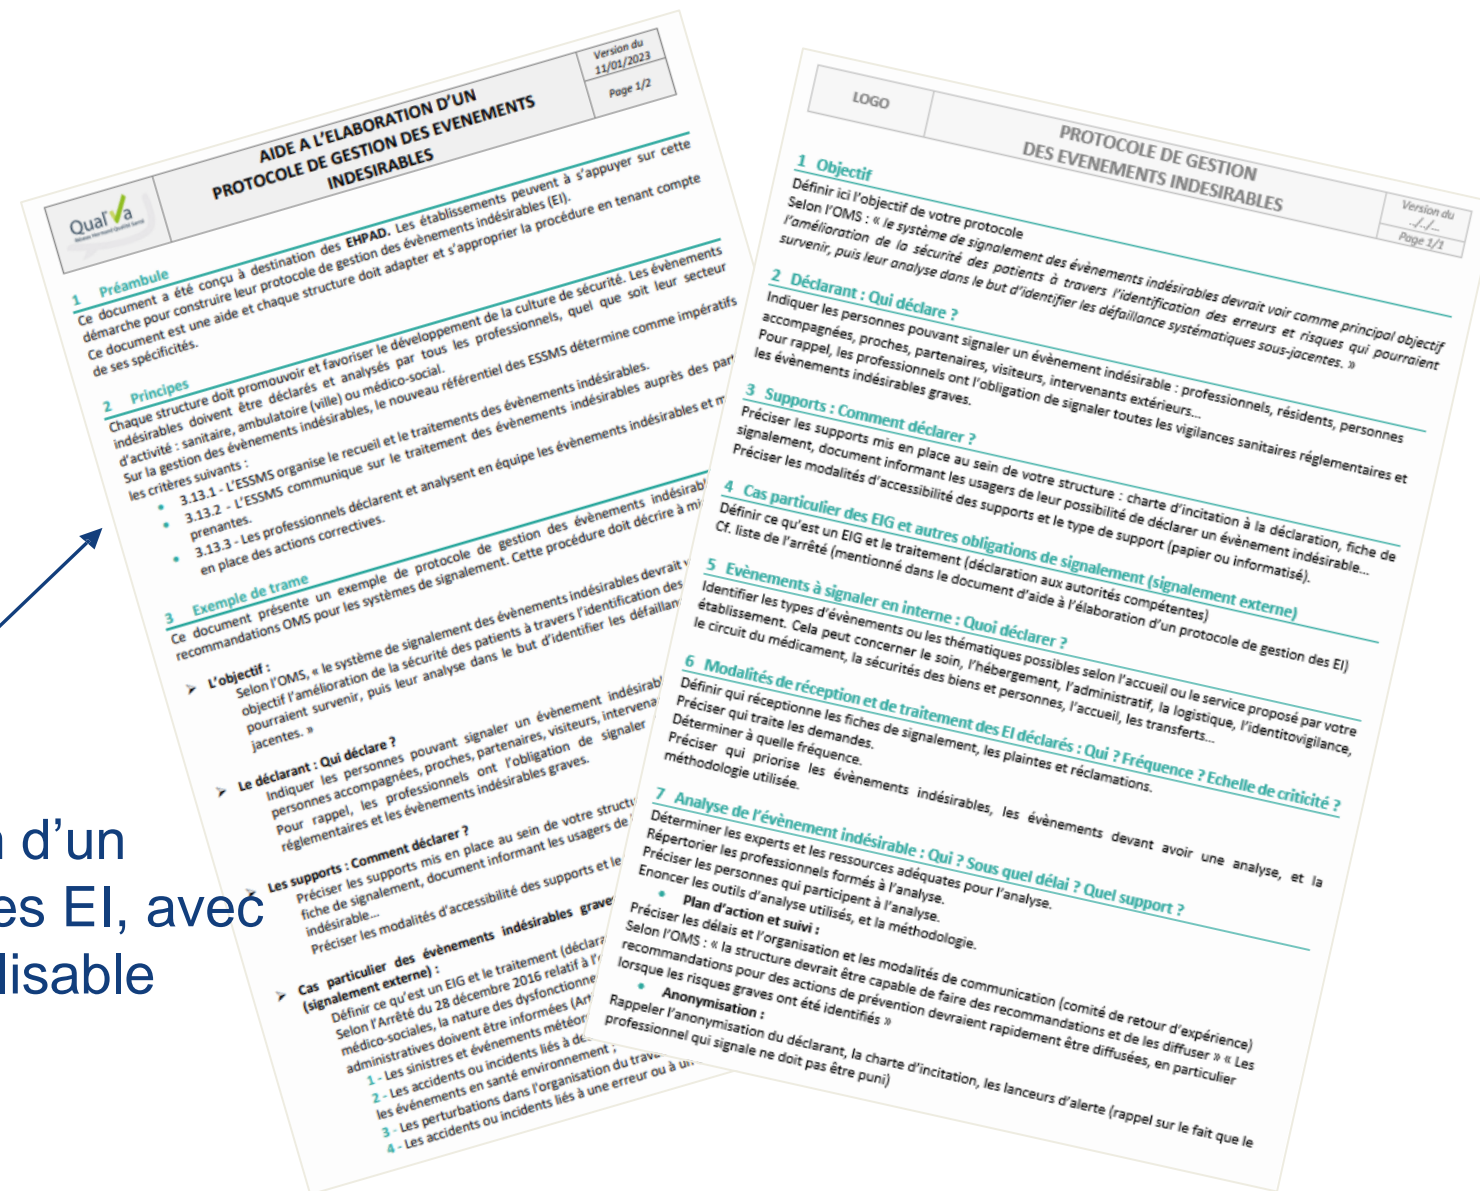 Qual'va
Réseau Normand Qualité Santé
AIDE A L'ELABORATION D'UN
PROTOCOLE DE GESTION DES EVENEMENTS
INDESIRABLES
Version du
11/01/2023
Page 1/2
1 Préambule
Ce document a été conçu à destination des EHPAD. Les établissements peuvent à s'appuyer sur cette
démarche pour construire leur protocole de gestion des évènements indésirables (EI).
Ce document est une aide et chaque structure doit adapter et s'approprier la procédure en tenant compte
de ses spécificités.
2 Principes
Chaque structure doit promouvoir et favoriser le développement de la culture de sécurité. Les évènements
indésirables doivent être déclarés et analysés par tous les professionnels, quel que soit leur secteur
d'activité : sanitaire, ambulatoire (ville) ou médico-social.
Sur la gestion des évènements indésirables, le nouveau référentiel des ESSMS détermine comme impératifs
les critères suivants :
• 3.13.1 - L'ESSMS organise le recueil et le traitements des évènements indésirables.
• 3.13.2 - L'ESSMS communique sur le traitement des évènements indésirables auprès des
prenantes.
• 3.13.3 - Les professionnels déclarent et analysent en équipe les évènements indésirables et
en place des actions correctives.
3 Exemple de trame
Ce document présente un exemple de protocole de gestion des évènements
recommandations OMS pour les systèmes de signalement. Cette procédure doit décrire à
➢ L'objectif :
Selon l'OMS, « le système de signalement des évènements indésirables devrait
objectif l'amélioration de la sécurité des patients à travers l'identification des
pourraient survenir, puis leur analyse dans le but d'identifier les
jacentes. »
➢ Le déclarant : Qui déclare ?
Indiquer les personnes pouvant signaler un évènement
personnes accompagnées, proches, partenaires, visiteurs,
Pour rappel, les professionnels ont l'obligation de signaler
réglementaires et les évènements indésirables graves.
➢ Les supports : Comment déclarer ?
Préciser les supports mis en place au sein de votre
fiche de signalement, document informant les usagers de
indésirable...
Préciser les modalités d'accessibilité des supports et le
➢ Cas particulier des évènements indésirables
(signalement externe) :
Définir ce qu'est un EIG et le traitement
Selon l'Arrêté du 28 décembre 2016 relatif à
médico-sociales, la nature des
administratives doivent être informées
1 - Les sinistres et événements
2 - Les accidents ou incidents liés à
les événements en santé environnement ;
3 - Les perturbations dans l'organisation du
4 - Les accidents ou incidents liés à une erreur ou à
d'un
es EI, avec
lisable
LOGO
PROTOCOLE DE GESTION
DES EVENEMENTS INDESIRABLES
Version du
../../...
Page 1/1
1 Objectif
Définir ici l'objectif de votre protocole
Selon l'OMS : « le système de signalement des évènements indésirables devrait voir comme principal objectif
l'amélioration de la sécurité des patients à travers l'identification des erreurs et risques qui pourraient
survenir, puis leur analyse dans le but d'identifier les défaillance systématiques sous-jacentes. »
2 Déclarant : Qui déclare ?
Indiquer les personnes pouvant signaler un évènement indésirable : professionnels, résidents, personnes
accompagnées, proches, partenaires, visiteurs, intervenants extérieurs...
Pour rappel, les professionnels ont l'obligation de signaler toutes les vigilances sanitaires réglementaires et
les évènements indésirables graves.
3 Supports : Comment déclarer ?
Préciser les supports mis en place au sein de votre structure : charte d'incitation à la déclaration, fiche de
signalement, document informant les usagers de leur possibilité de déclarer un évènement indésirable...
Préciser les modalités d'accessibilité des supports et le type de support (papier ou informatisé).
4 Cas particulier des EIG et autres obligations de signalement (signalement externe)
Définir ce qu'est un EIG et le traitement (déclaration aux autorités compétentes)
Cf. liste de l'arrêté (mentionné dans le document d'aide à l'élaboration d'un protocole de gestion des EI)
5 Evènements à signaler en interne : Quoi déclarer ?
Identifier les types d'évènements ou les thématiques possibles selon l'accueil ou le service proposé par votre
établissement. Cela peut concerner le soin, l'hébergement, l'administratif, la logistique, l'identitovigilance,
le circuit du médicament, la sécurités des biens et personnes, l'accueil, les transferts...
6 Modalités de réception et de traitement des EI déclarés : Qui ? Fréquence ? Echelle de criticité ?
Définir qui réceptionne les fiches de signalement, les plaintes et réclamations.
Préciser qui traite les demandes.
Déterminer à quelle fréquence.
Préciser qui priorise les évènements indésirables, les évènements devant avoir une analyse, et la
méthodologie utilisée.
7 Analyse de l'évènement indésirable : Qui ? Sous quel délai ? Quel support ?
Déterminer les experts et les ressources adéquates pour l'analyse.
Répertorier les professionnels formés à l'analyse.
Préciser les personnes qui participent à l'analyse.
Enoncer les outils d'analyse utilisés, et la méthodologie.
• Plan d'action et suivi :
Préciser les délais et l'organisation et les modalités de communication (comité de retour d'expérience)
Selon l'OMS : « la structure devrait être capable de faire des recommandations et de les diffuser » « Les
recommandations pour des actions de prévention devraient rapidement être diffusées, en particulier
lorsque les risques graves ont été identifiés »
• Anonymisation :
Rappeler l'anonymisation du déclarant, la charte d'incitation, les lanceurs d'alerte (rappel sur le fait que le
professionnel qui signale ne doit pas être puni)